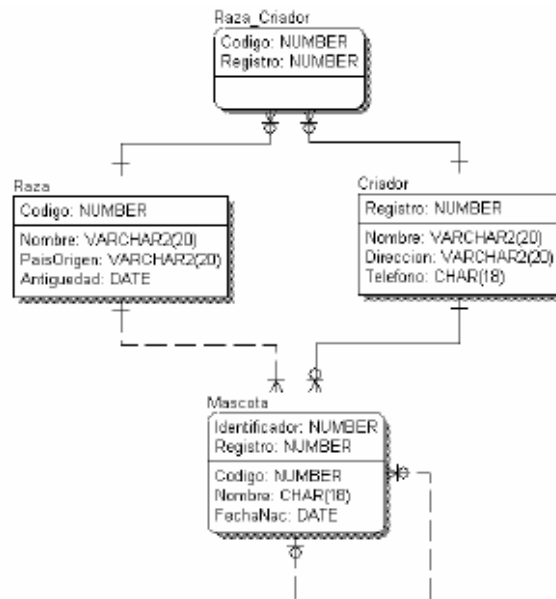 Raza_Criador
Codigo: NUMBER
Registro: NUMBER
Raza
Codigo: NUMBER
Nombre: VARCHAR2(20)
PaisOrigen: VARCHAR2(20)
Antiguedad: DATE
Criador
Registro: NUMBER
Nombre: VARCHAR2(20)
Direccion: VARCHAR2(20)
Telefono: CHAR(18)
Mascota
Identificador: NUMBER
Registro: NUMBER
Codigo: NUMBER
Nombre: CHAR(18)
FechaNac: DATE